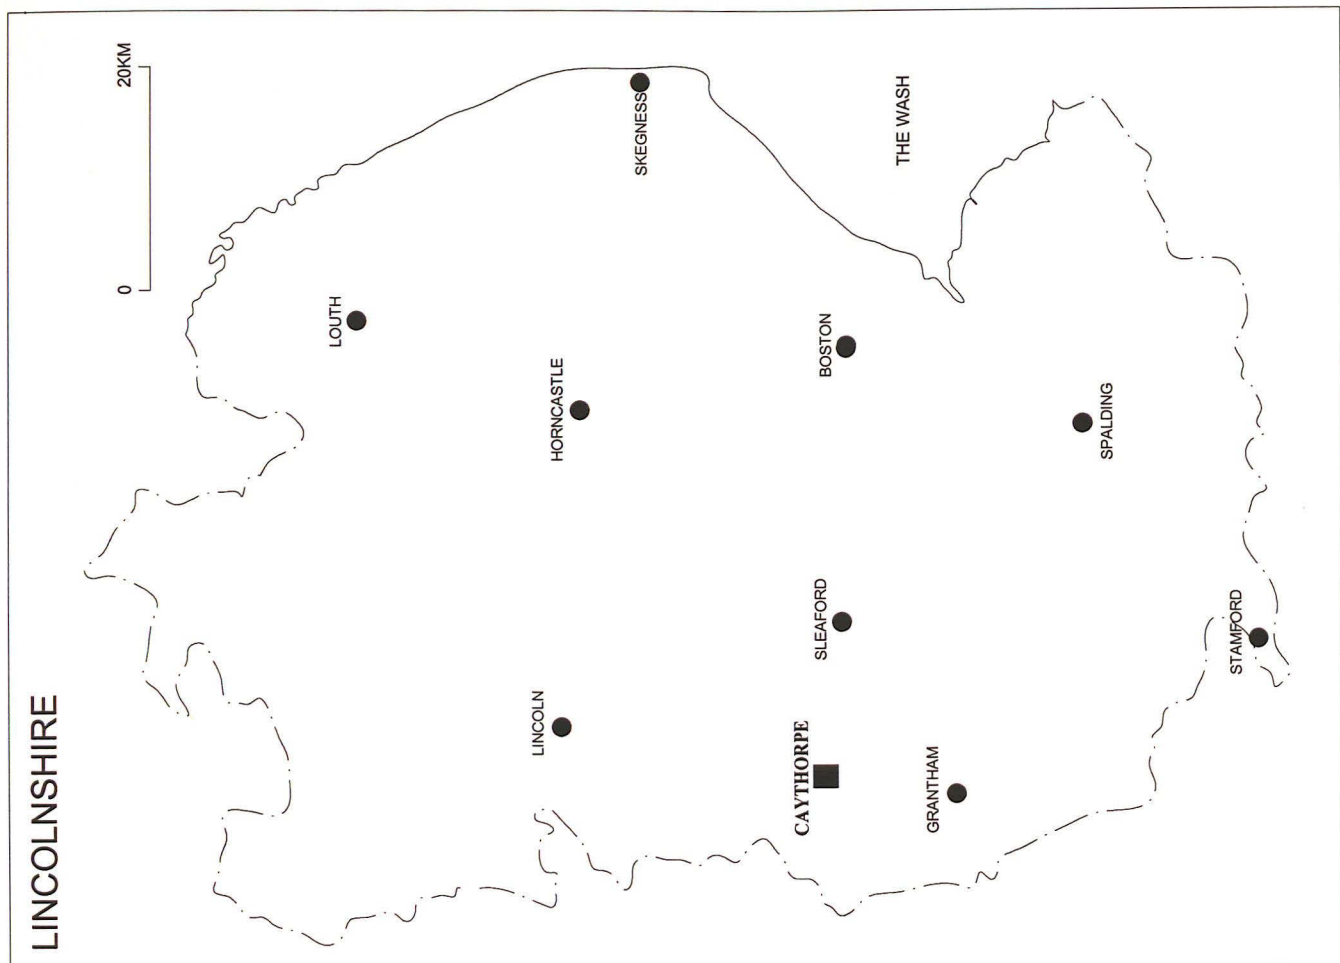 LINCOLNSHIRE
0 20KM
LOUTH
HORNCASTLE
SKEGNESS
LINCOLN
THE WASH
SLEAFORD
BOSTON
CAYTHORPE
GRANTHAM
SPALDING
STAMFORD